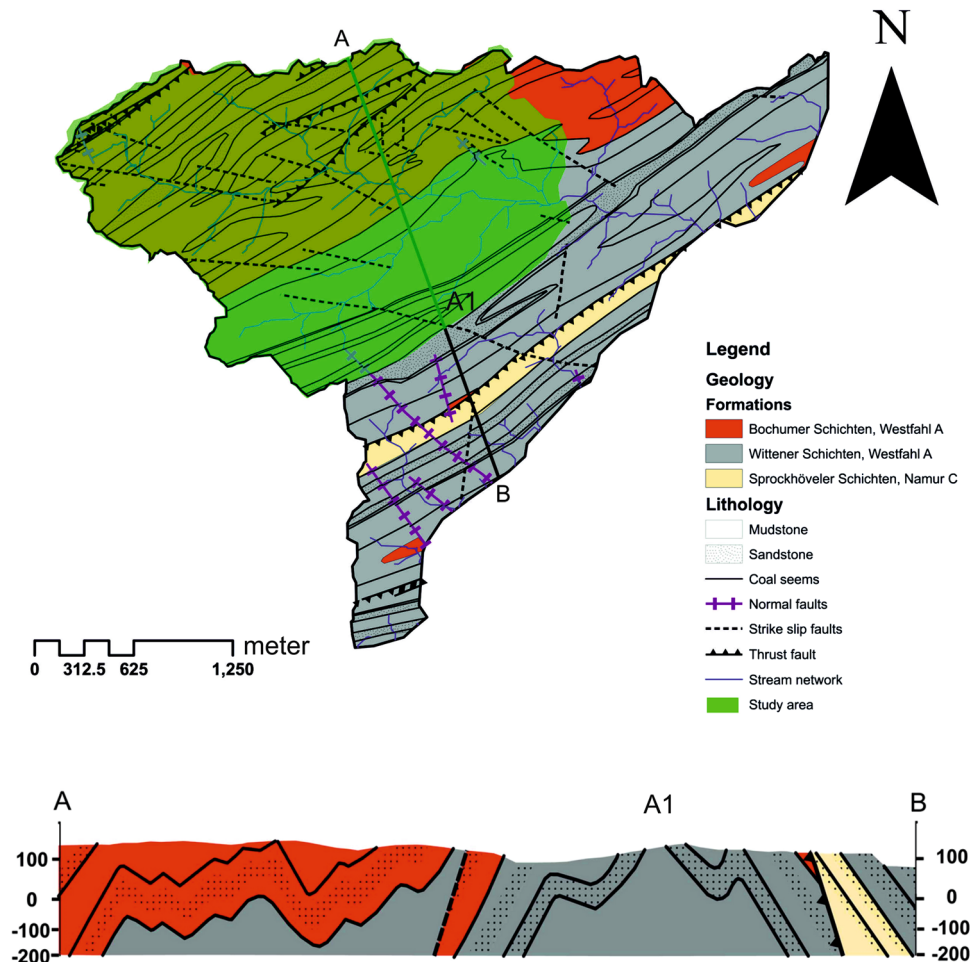 N
A
A1
B
Legend
Geology
Formations
Bochumer Schichten, Westfahl A
Wittener Schichten, Westfahl A
Sprockhöveler Schichten, Namur C
Lithology
Mudstone
Sandstone
Coal seems
Normal faults
Strike slip faults
Thrust fault
Stream network
Study area
meter
0 312.5 625 1,250
A A1 B
100 100
0 0
-100 -100
-200 -200